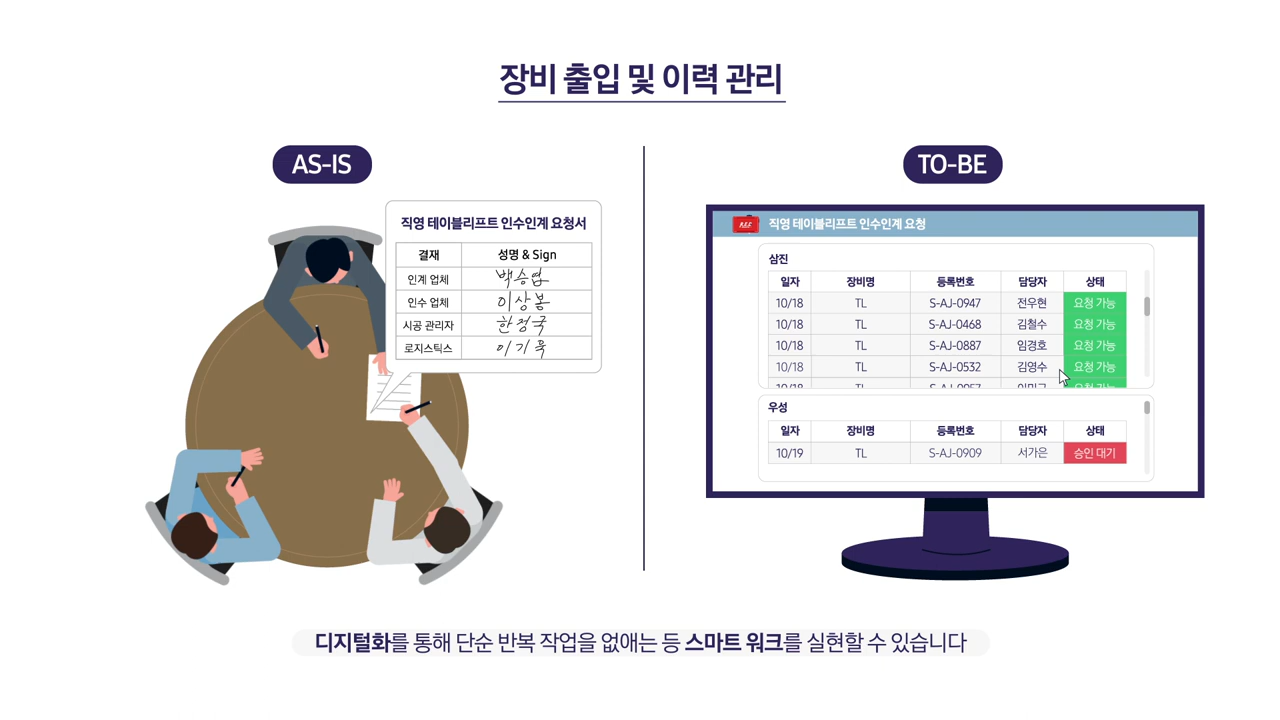 장비 출입 및 이력 관리
AS-IS
직영 테이블리프트 인수인계 요청서
결재 성명 & Sign
인계 업체 백승엽
인수 업체 이상봉
시공 관리자 한정국
로지스틱스 이기욱
TO-BE
직영 테이블리프트 인수인계 요청
삼진
일자 장비명 등록번호 담당자 상태
10/18 TL S-AJ-0947 전우현 요청 가능
10/18 TL S-AJ-0468 김철수 요청 가능
10/18 TL S-AJ-0887 임경호 요청 가능
10/18 TL S-AJ-0532 김영수 요청 가능
10/18 TL S-AJ-0957 요청 가능
우성
일자 장비명 등록번호 담당자 상태
10/19 TL S-AJ-0909 서가은 승인 대기
디지털화를 통해 단순 반복 작업을 없애는 등 스마트 워크를 실현할 수 있습니다